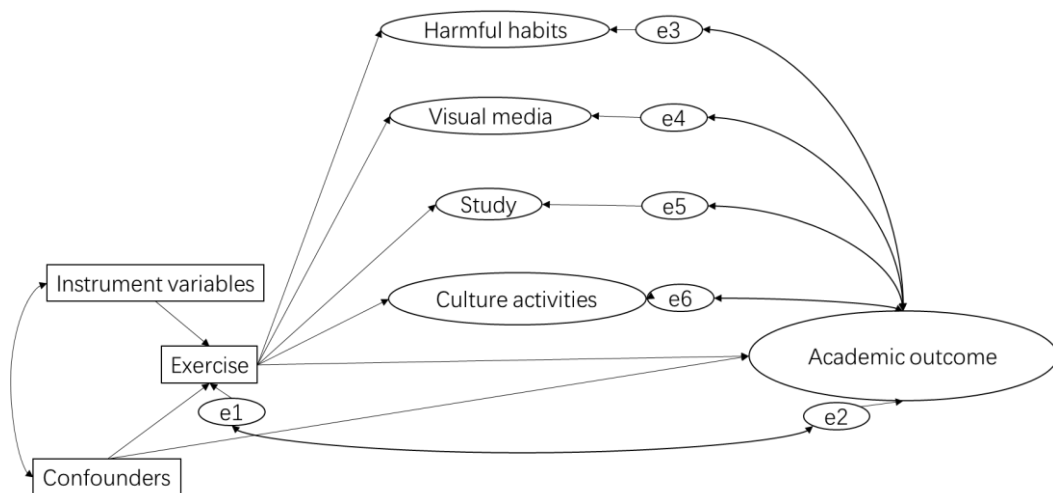 Harmful habits
e3
Visual media
e4
Study
e5
Instrument variables
Culture activities
e6
Exercise
Academic outcome
e1
e2
Confounders